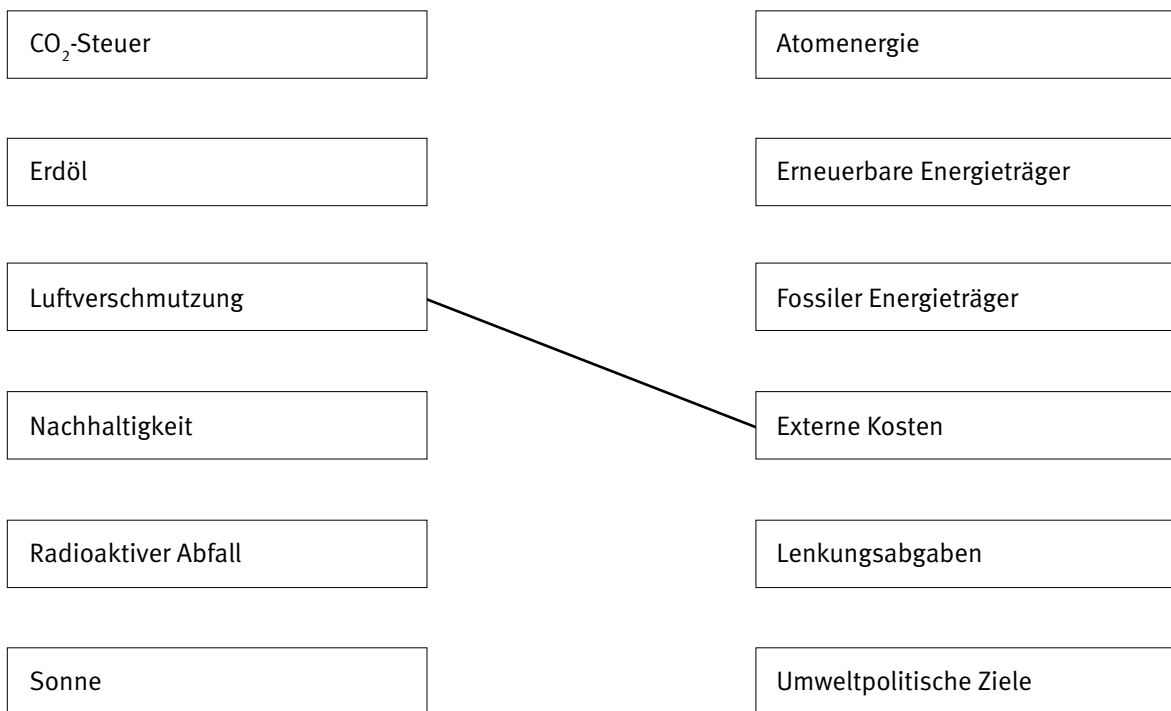 CO₂-Steuer
Atomenergie
Erdöl
Erneuerbare Energieträger
Luftverschmutzung
Fossiler Energieträger
Nachhaltigkeit
Externe Kosten
Radioaktiver Abfall
Lenkungsabgaben
Sonne
Umweltpolitische Ziele